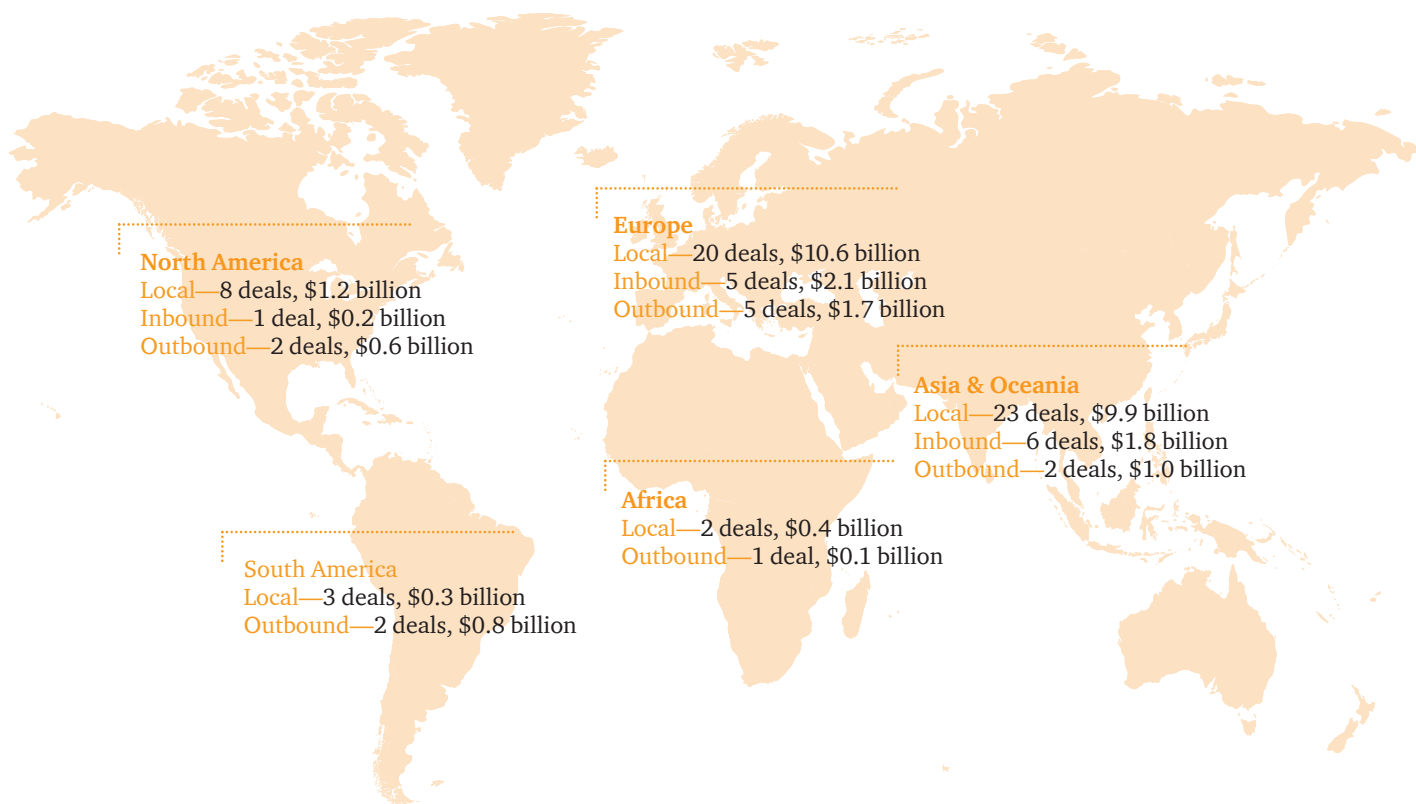 North America
Local—8 deals, $1.2 billion
Inbound—1 deal, $0.2 billion
Outbound—2 deals, $0.6 billion
Europe
Local—20 deals, $10.6 billion
Inbound—5 deals, $2.1 billion
Outbound—5 deals, $1.7 billion
Asia & Oceania
Local—23 deals, $9.9 billion
Inbound—6 deals, $1.8 billion
Outbound—2 deals, $1.0 billion
Africa
Local—2 deals, $0.4 billion
Outbound—1 deal, $0.1 billion
South America
Local—3 deals, $0.3 billion
Outbound—2 deals, $0.8 billion